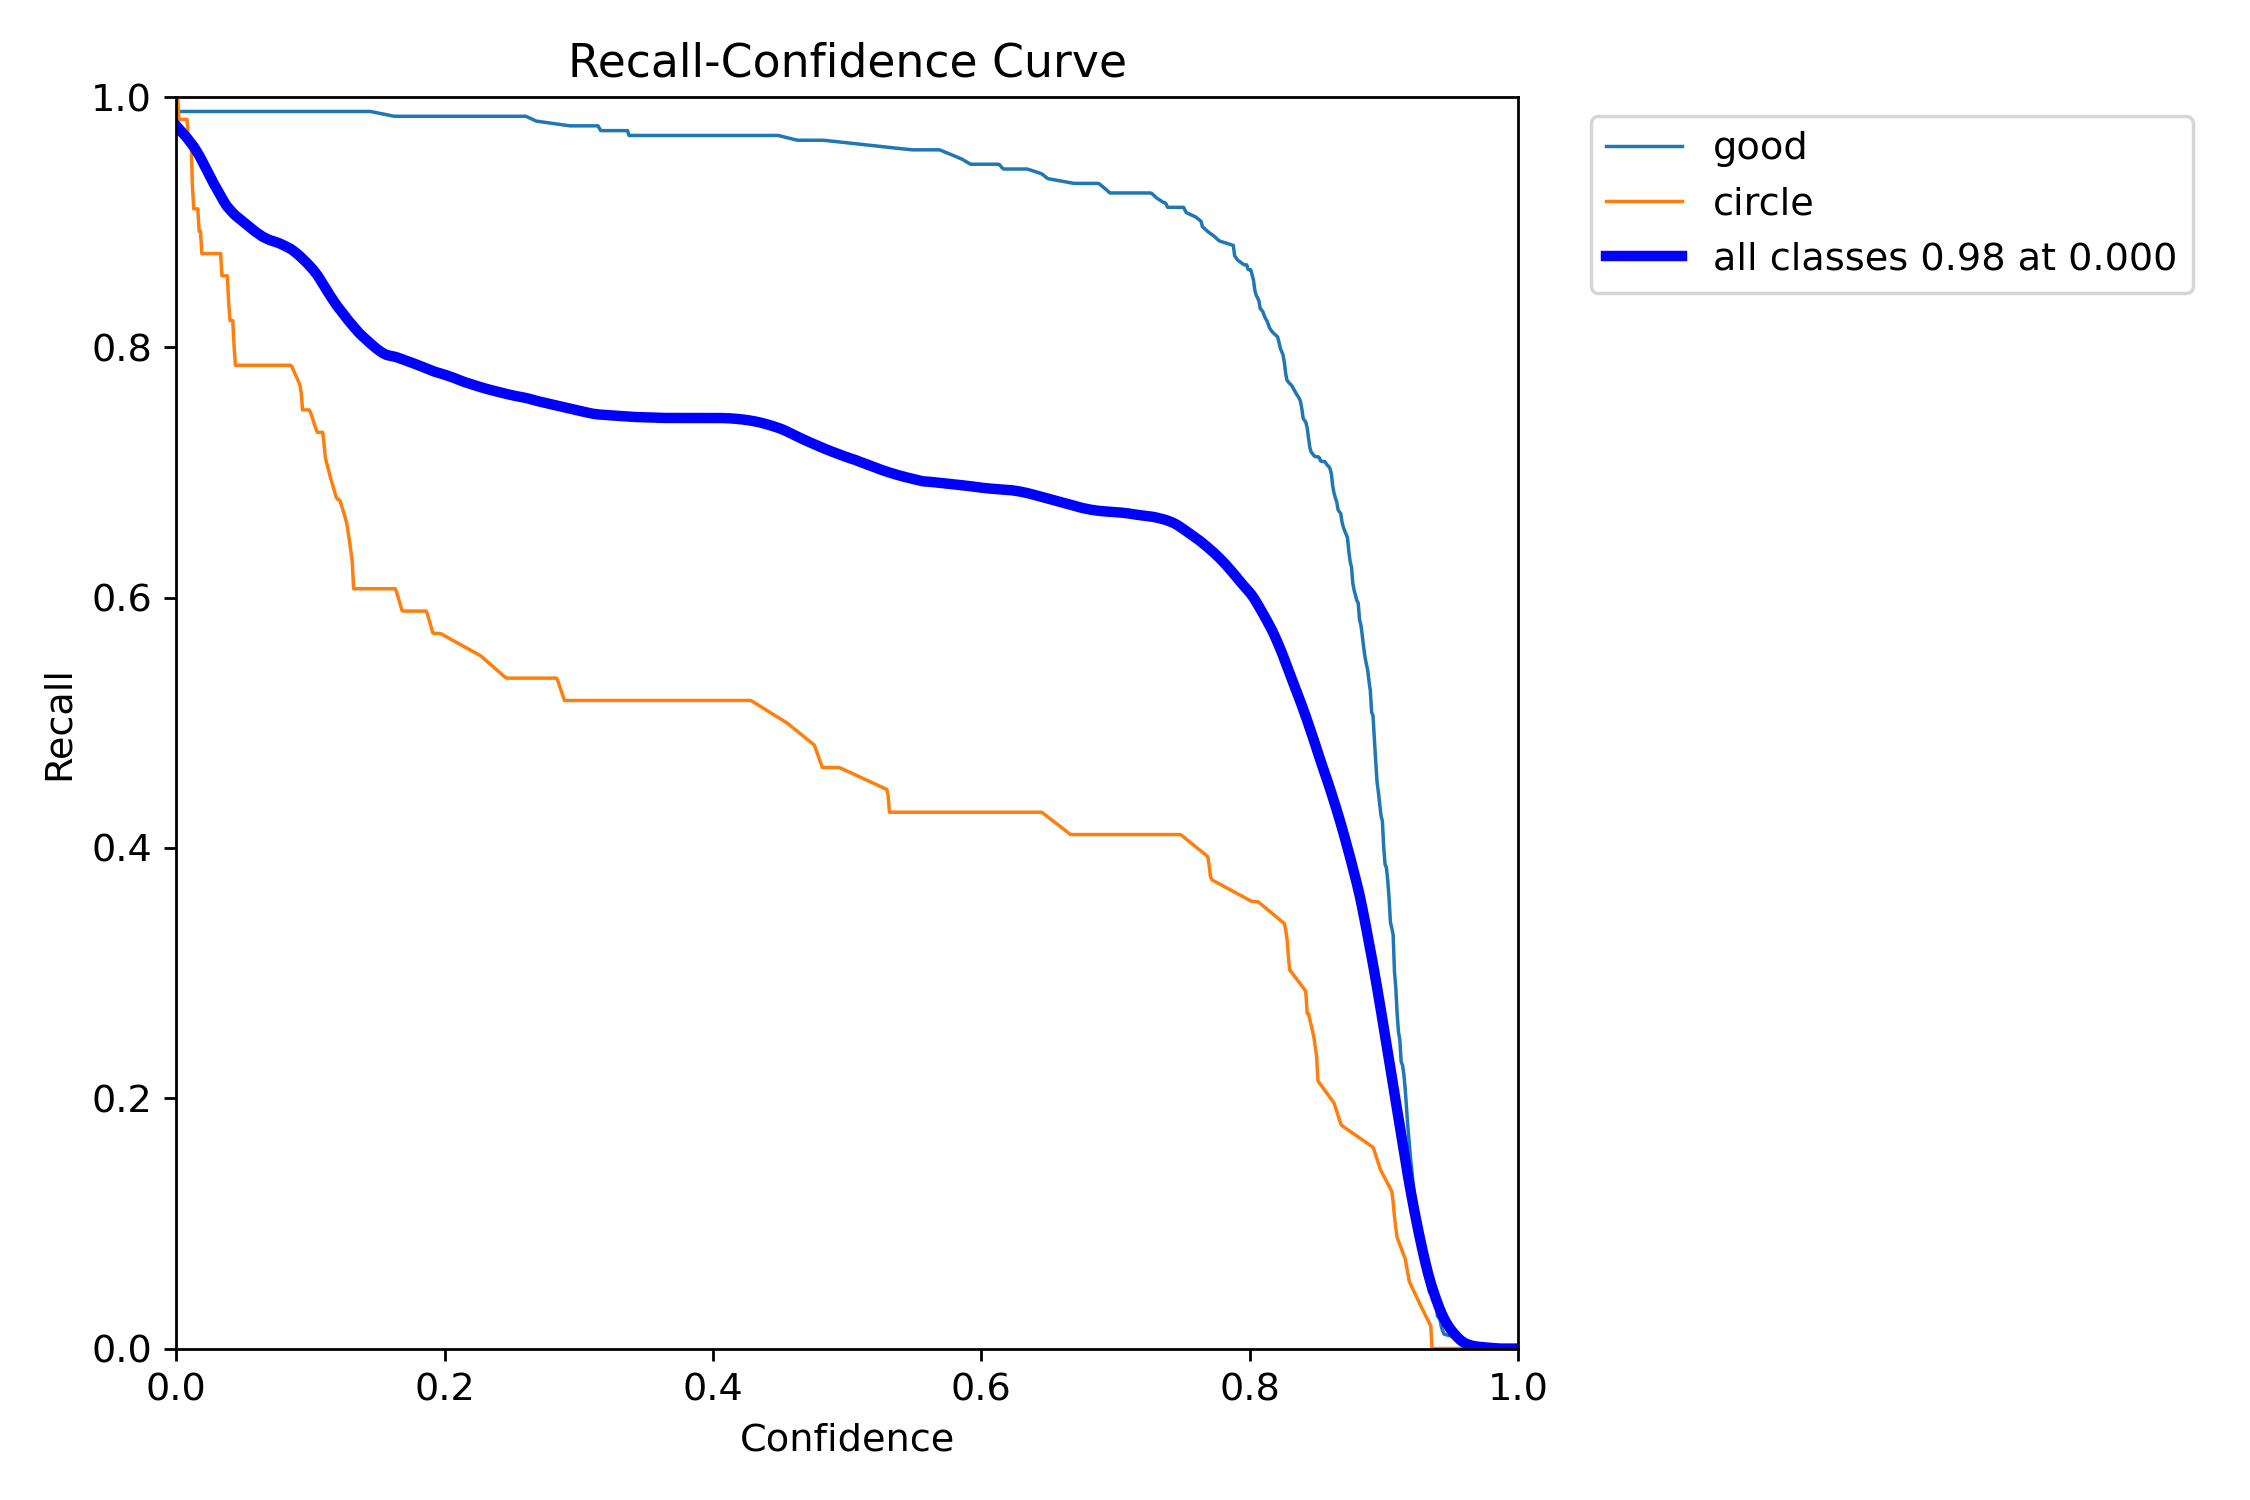 Recall-Confidence Curve
1.0
0.8
0.6
0.4
0.2
0.0
Recall
0.0 0.2 0.4 0.6 0.8 1.0
Confidence
good
circle
all classes 0.98 at 0.000